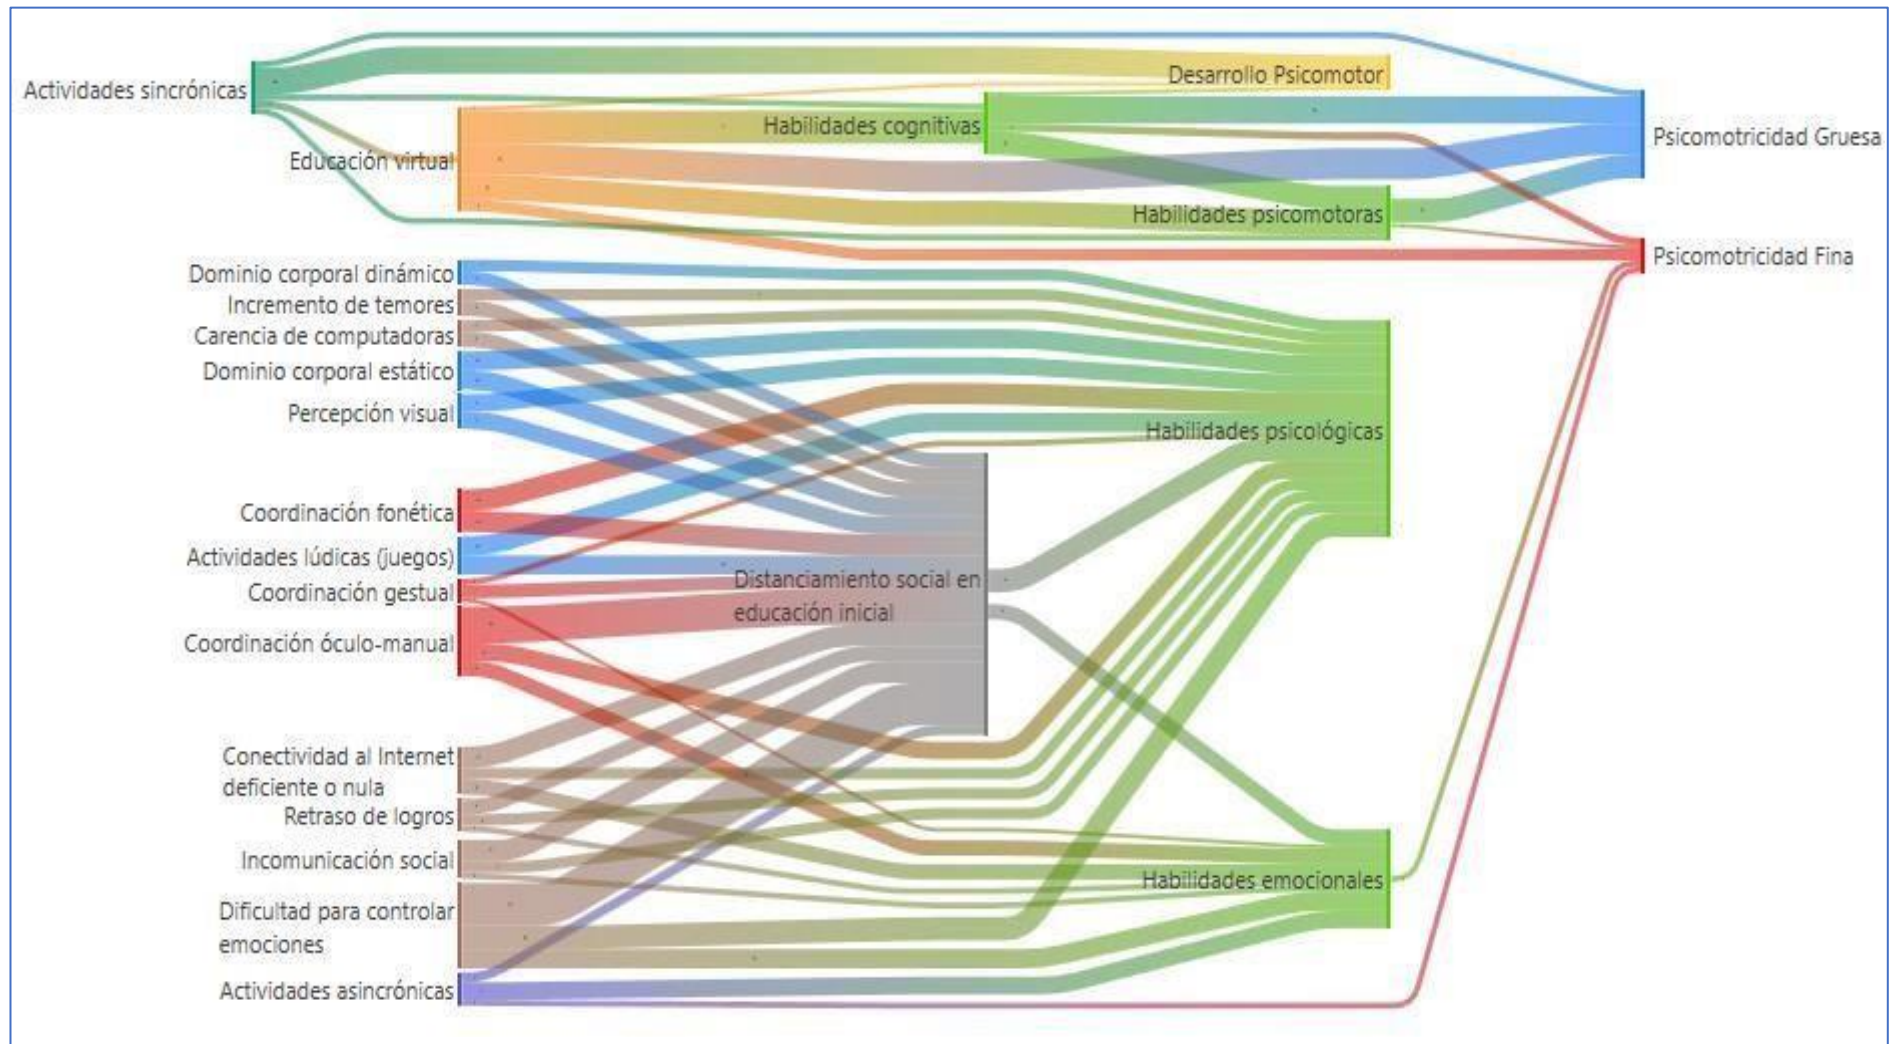 Actividades sincrónicas
Desarrollo Psicomotor
Habilidades cognitivas
Psicomotricidad Gruesa
Educación virtual
Habilidades psicomotoras
Psicomotricidad Fina
Dominio corporal dinámico
Incremento de temores
Carencia de computadoras
Dominio corporal estático
Percepción visual
Habilidades psicológicas
Coordinación fonética
Actividades lúdicas (juegos)
Coordinación gestual
Distanciamiento social en
educación inicial
Coordinación óculo-manual
Conectividad al Internet
deficiente o nula
Retraso de logros
Incomunicación social
Habilidades emocionales
Dificultad para controlar
emociones
Actividades asincrónicas